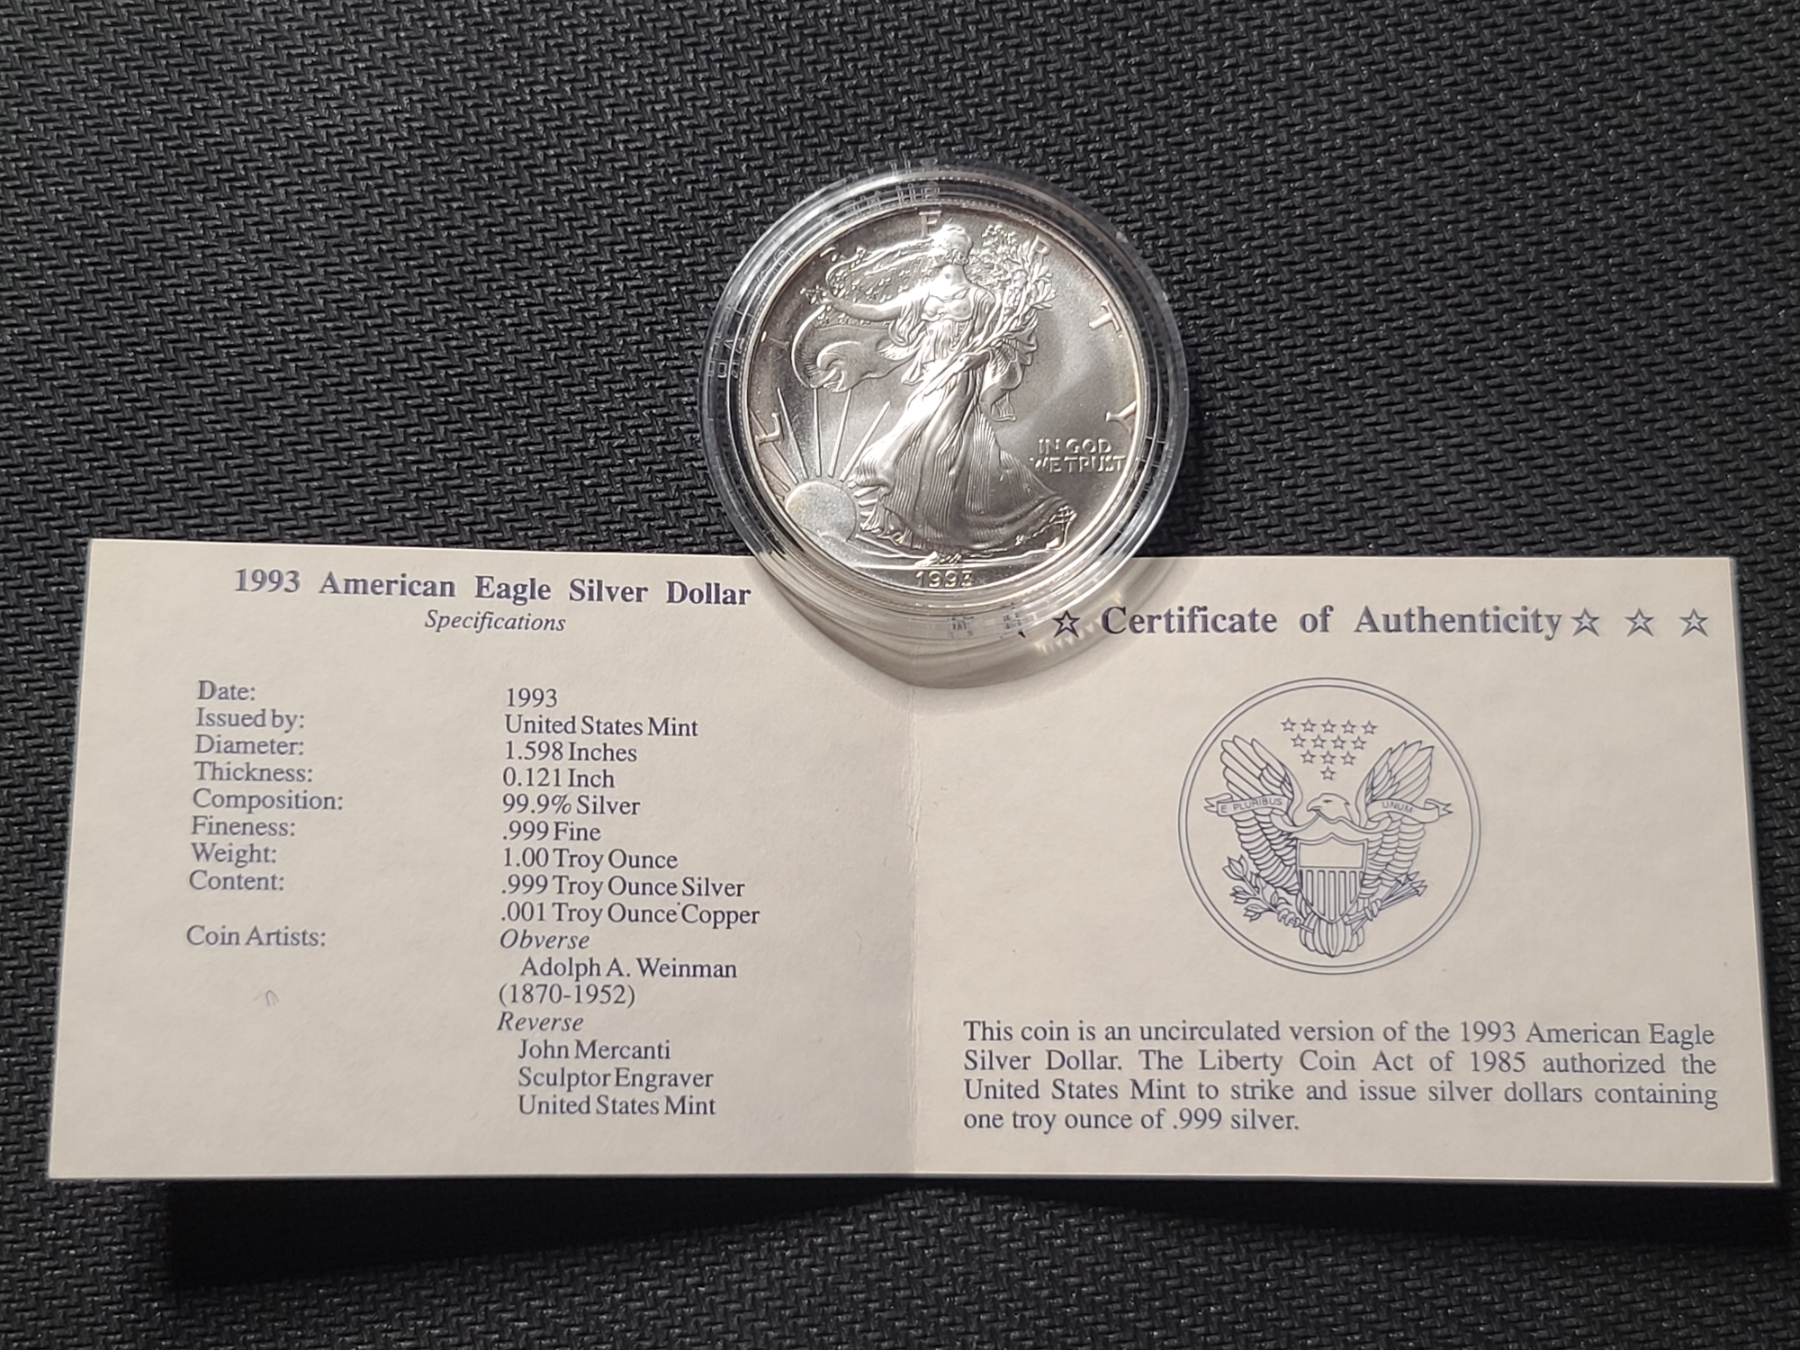 LIBERTY
IN GOD
WE TRUST
1993
1993 American Eagle Silver Dollar
Specifications
Date: 1993
Issued by: United States Mint
Diameter: 1.598 Inches
Thickness: 0.121 Inch
Composition: 99.9% Silver
Fineness: .999 Fine
Weight: 1.00 Troy Ounce
Content: .999 Troy Ounce Silver
.001 Troy Ounce Copper
Coin Artists: Obverse
Adolph A. Weinman
(1870-1952)
Reverse
John Mercanti
Sculptor Engraver
United States Mint
☆ Certificate of Authenticity ☆ ☆ ☆
E PLURIBUS UNUM
This coin is an uncirculated version of the 1993 American Eagle
Silver Dollar. The Liberty Coin Act of 1985 authorized the
United States Mint to strike and issue silver dollars containing
one troy ounce of .999 silver.